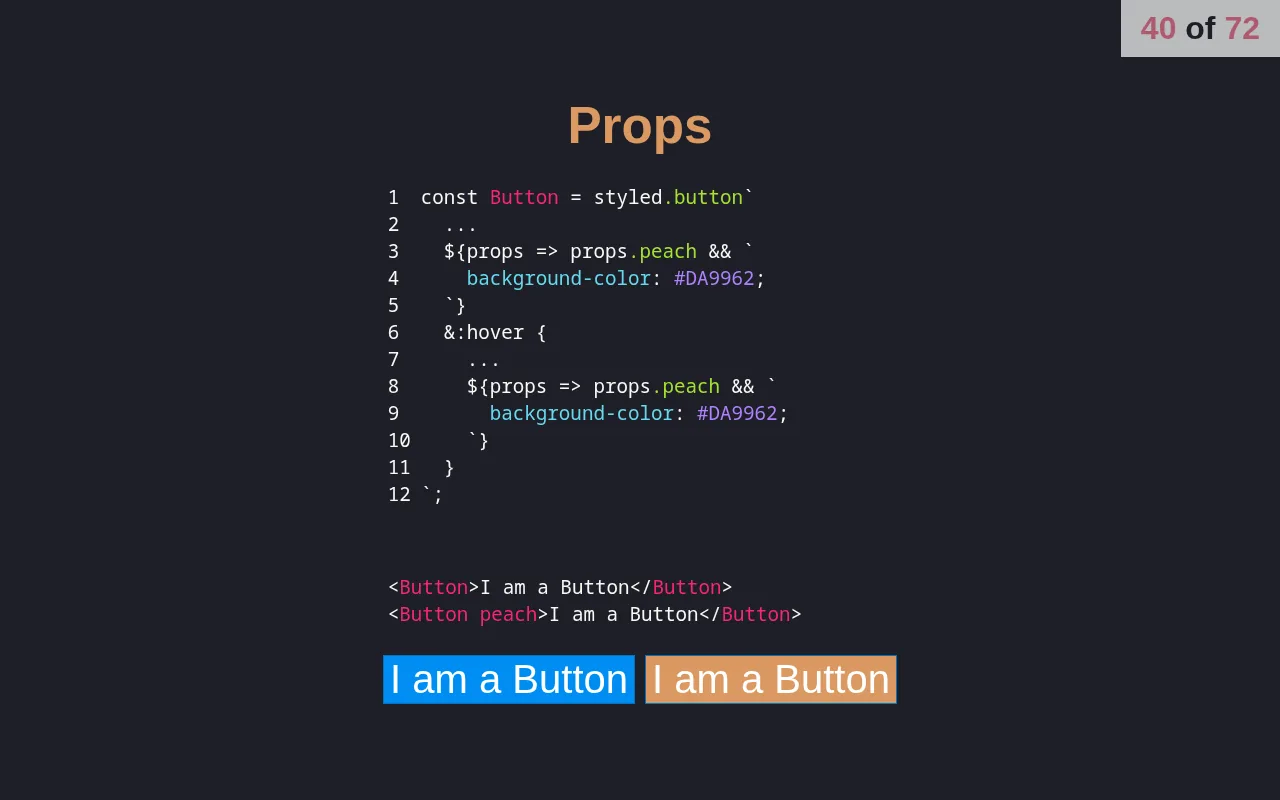 40 of 72
Props
1 const Button = styled.button`
2   ...
3   ${props => props.peach && `
4     background-color: #DA9962;
5   `}
6   &:hover {
7     ...
8     ${props => props.peach && `
9       background-color: #DA9962;
10     `}
11   }
12 `;
<Button>I am a Button</Button>
<Button peach>I am a Button</Button>
I am a Button I am a Button